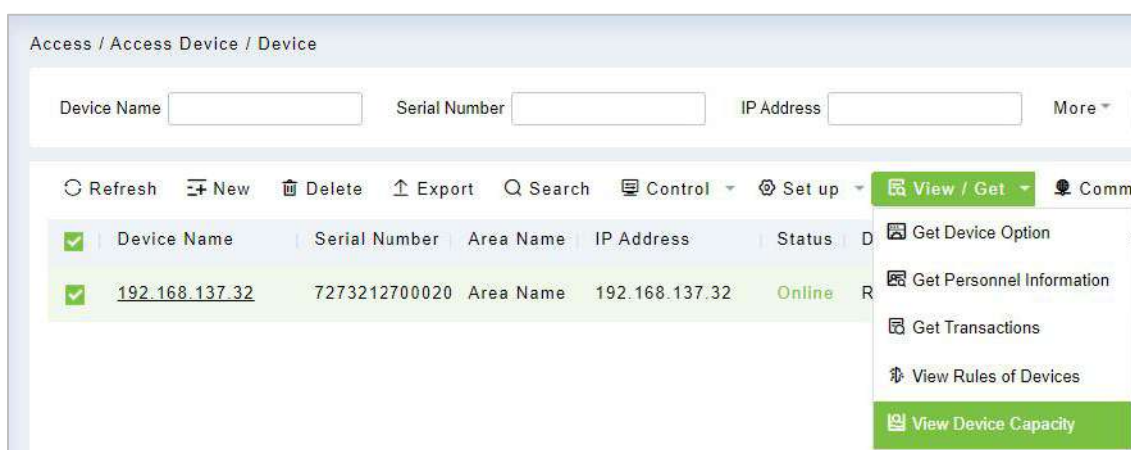 Access / Access Device / Device
Device Name Serial Number IP Address More
Refresh New Delete Export Search Control Set up View / Get Comm
Device Name Serial Number Area Name IP Address Status D
192.168.137.32 7273212700020 Area Name 192.168.137.32 Online R
Get Device Option
Get Personnel Information
Get Transactions
View Rules of Devices
View Device Capacity